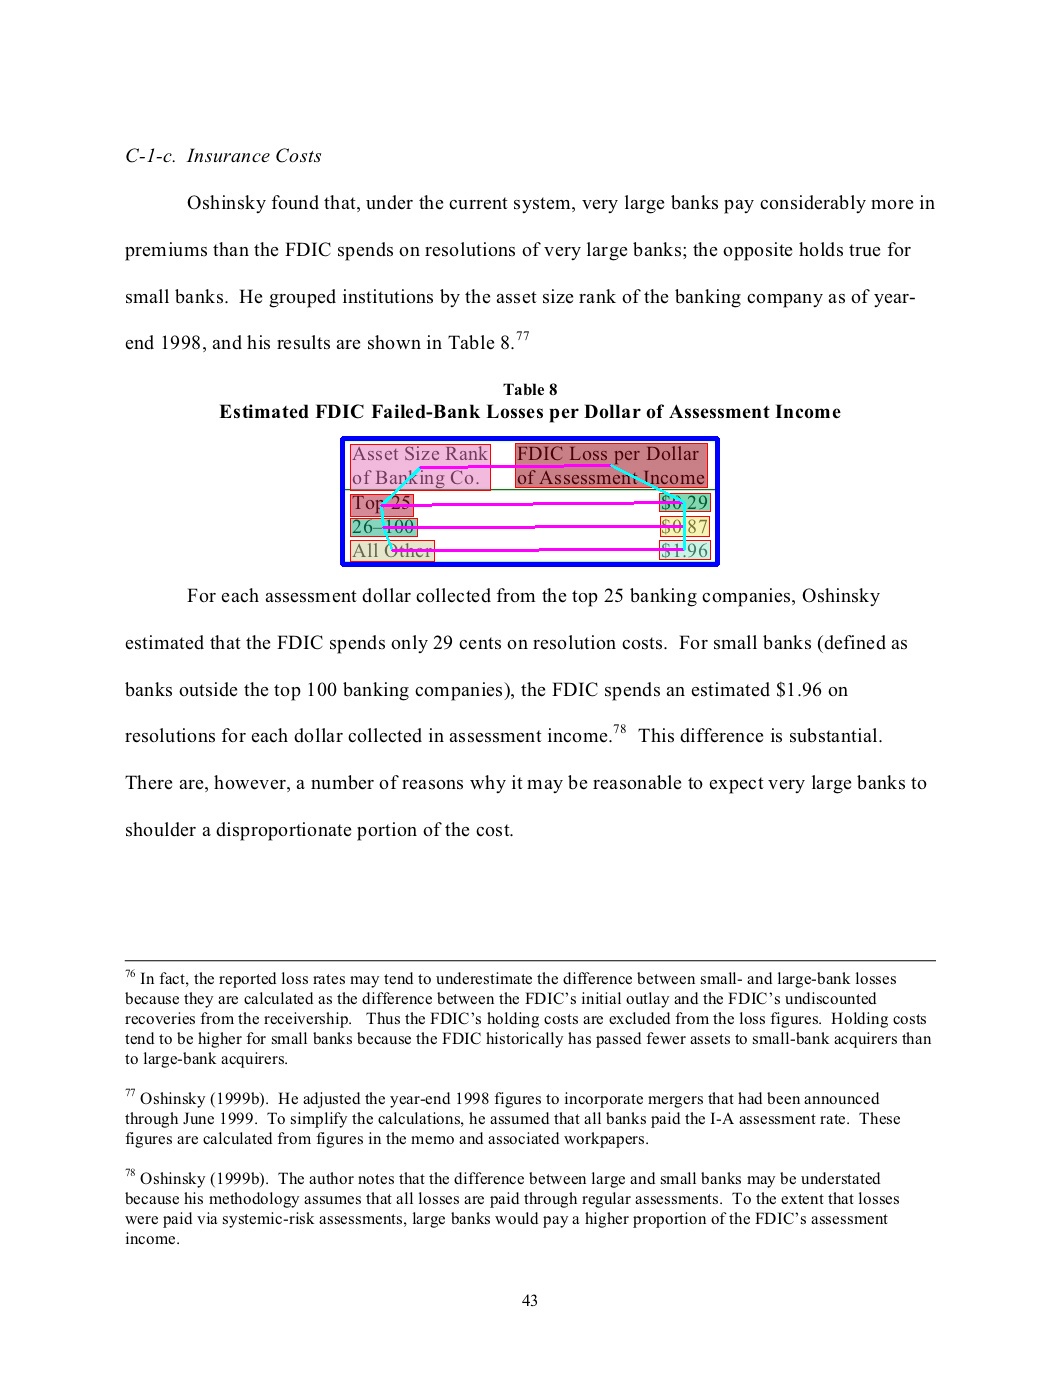 C-1-c. Insurance Costs
Oshinsky found that, under the current system, very large banks pay considerably more in
premiums than the FDIC spends on resolutions of very large banks; the opposite holds true for
small banks. He grouped institutions by the asset size rank of the banking company as of year-
end 1998, and his results are shown in Table 8.77
Table 8
Estimated FDIC Failed-Bank Losses per Dollar of Assessment Income
Asset Size Rank FDIC Loss per Dollar
of Banking Co. of Assessment Income
Top 25 $0.29
26–100 $0.87
All Other $1.96
For each assessment dollar collected from the top 25 banking companies, Oshinsky
estimated that the FDIC spends only 29 cents on resolution costs. For small banks (defined as
banks outside the top 100 banking companies), the FDIC spends an estimated $1.96 on
resolutions for each dollar collected in assessment income.78 This difference is substantial.
There are, however, a number of reasons why it may be reasonable to expect very large banks to
shoulder a disproportionate portion of the cost.
76 In fact, the reported loss rates may tend to underestimate the difference between small- and large-bank losses
because they are calculated as the difference between the FDIC’s initial outlay and the FDIC’s undiscounted
recoveries from the receivership. Thus the FDIC’s holding costs are excluded from the loss figures. Holding costs
tend to be higher for small banks because the FDIC historically has passed fewer assets to small-bank acquirers than
to large-bank acquirers.
77 Oshinsky (1999b). He adjusted the year-end 1998 figures to incorporate mergers that had been announced
through June 1999. To simplify the calculations, he assumed that all banks paid the I-A assessment rate. These
figures are calculated from figures in the memo and associated workpapers.
78 Oshinsky (1999b). The author notes that the difference between large and small banks may be understated
because his methodology assumes that all losses are paid through regular assessments. To the extent that losses
were paid via systemic-risk assessments, large banks would pay a higher proportion of the FDIC’s assessment
income.
43